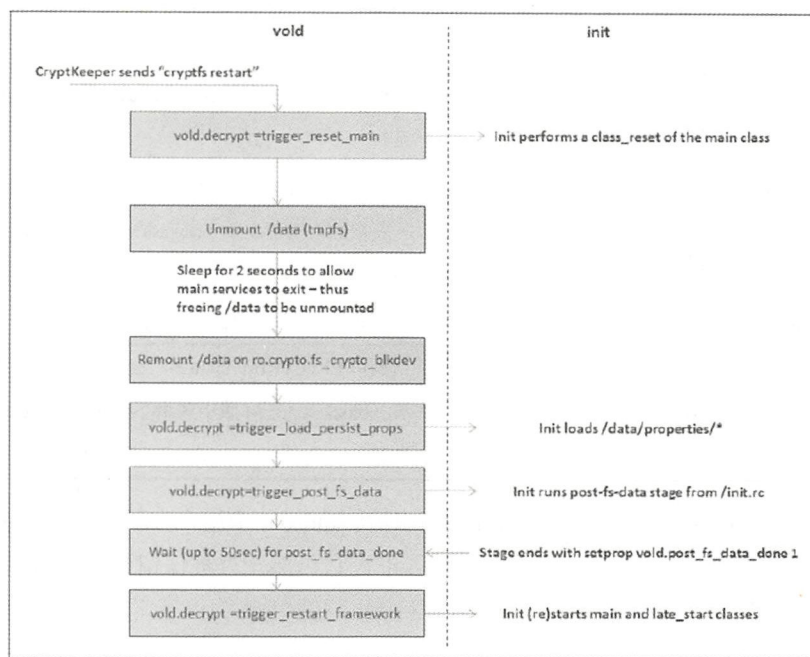 vold
init
CryptKeeper sends "cryptfs restart"
vold.decrypt =trigger_reset_main
Init performs a class_reset of the main class
Unmount /data (tmpfs)
Sleep for 2 seconds to allow
main services to exit – thus
freeing /data to be unmounted
Remount /data on ro.crypto.fs_crypto_blkdev
vold.decrypt =trigger_load_persist_props
Init loads /data/properties/*
vold.decrypt=trigger_post_fs_data
Init runs post-fs-data stage from /init.rc
Wait (up to 50sec) for post_fs_data_done
Stage ends with setprop vold.post_fs_data_done 1
vold.decrypt =trigger_restart_framework
Init (re)starts main and late_start classes